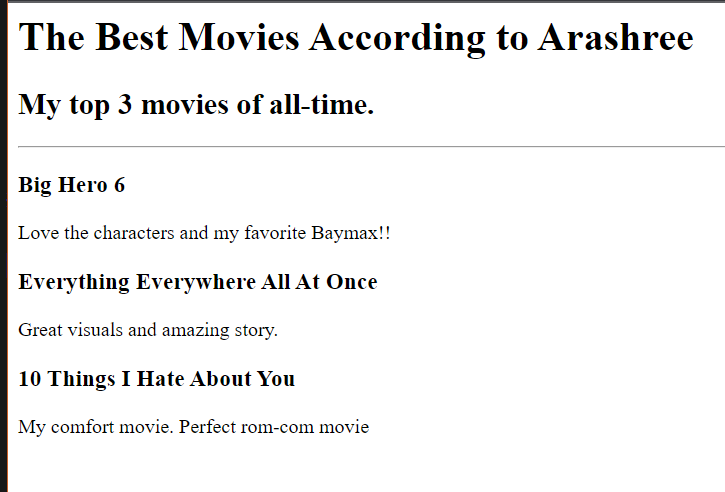 The Best Movies According to Arashree
My top 3 movies of all-time.
Big Hero 6
Love the characters and my favorite Baymax!!
Everything Everywhere All At Once
Great visuals and amazing story.
10 Things I Hate About You
My comfort movie. Perfect rom-com movie